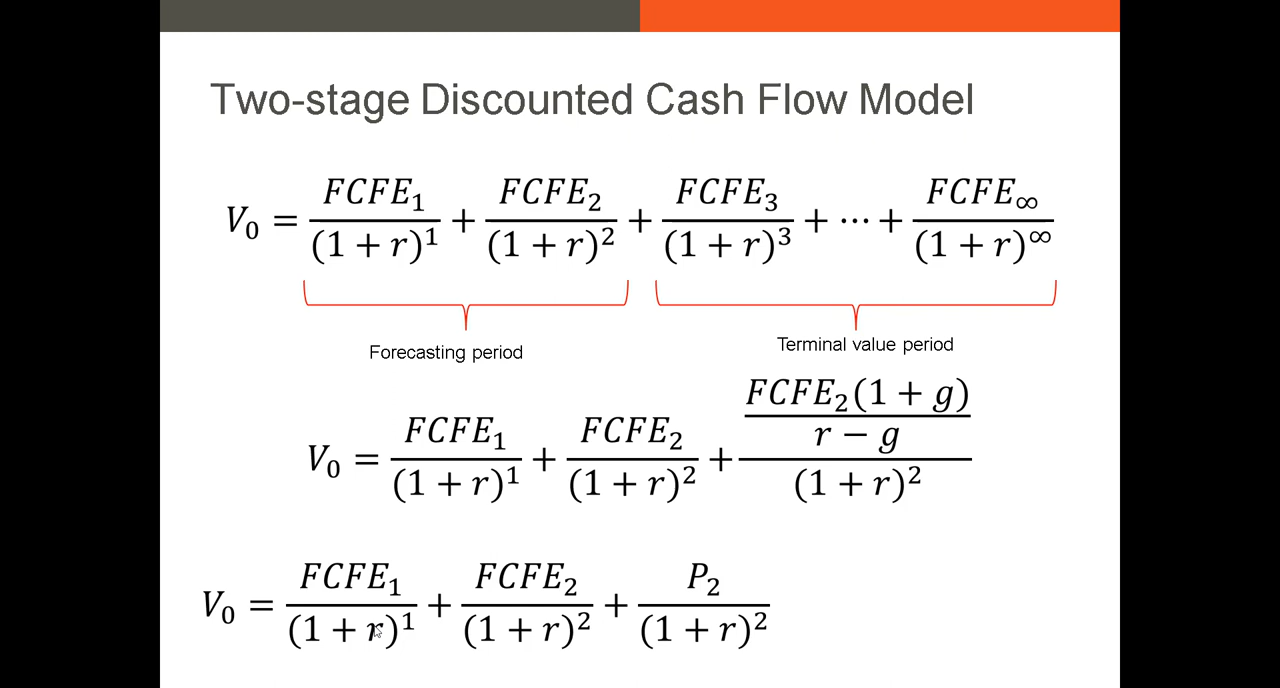 Two-stage Discounted Cash Flow Model
V₀ = FCFE₁/(1 + r)¹ + FCFE₂/(1 + r)² + FCFE₃/(1 + r)³ + ⋯ + FCFE∞/(1 + r)^∞
Forecasting period
Terminal value period
V₀ = FCFE₁/(1 + r)¹ + FCFE₂/(1 + r)² + (FCFE₂(1 + g)/(r − g))/(1 + r)²
V₀ = FCFE₁/(1 + r)¹ + FCFE₂/(1 + r)² + P₂/(1 + r)²